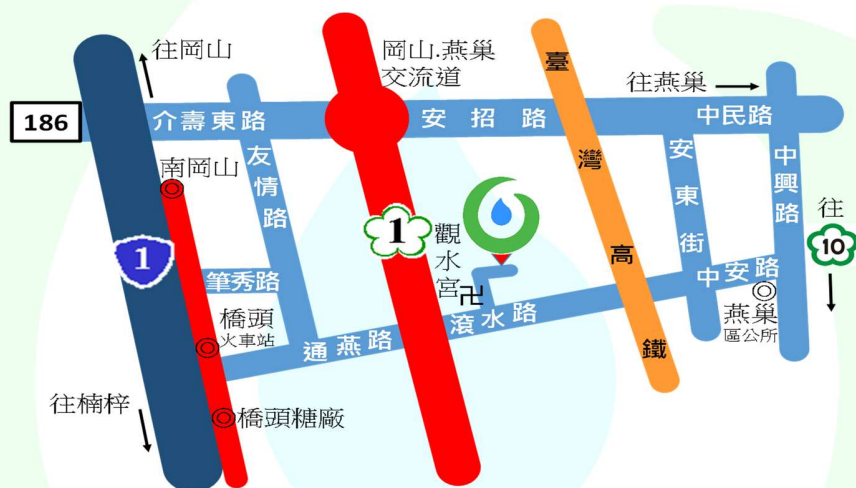 往岡山
岡山.燕巢
交流道
往燕巢
臺灣高鐵
186
介壽東路
安招路
中民路
南岡山
友情路
安東街
中興路
往
10
1
1
觀水宮
卍
筆秀路
中安路
橋頭
火車站
通燕路
滾水路
燕巢
區公所
往楠梓
橋頭糖廠